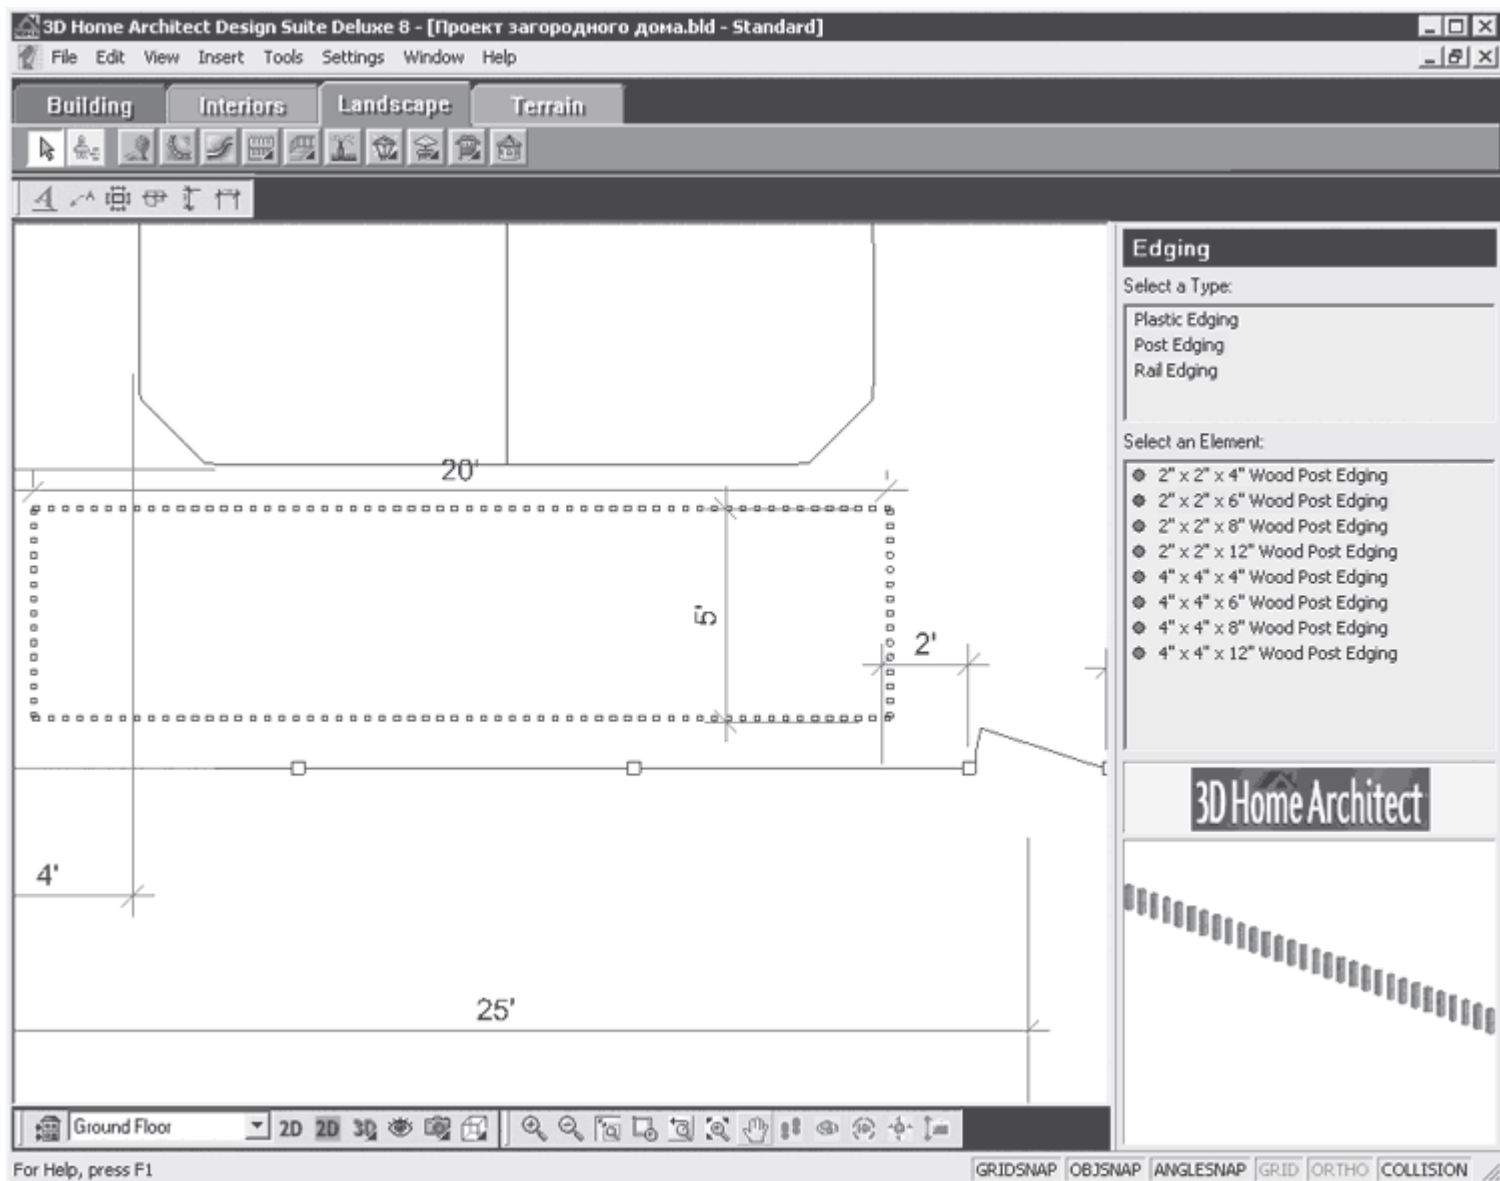 3D Home Architect Design Suite Deluxe 8 - [Проект загородного дома.bld - Standard]
File Edit View Insert Tools Settings Window Help
Building Interiors Landscape Terrain
Edging
Select a Type:
Plastic Edging
Post Edging
Rail Edging
Select an Element:
2" x 2" x 4" Wood Post Edging
2" x 2" x 6" Wood Post Edging
2" x 2" x 8" Wood Post Edging
2" x 2" x 12" Wood Post Edging
4" x 4" x 4" Wood Post Edging
4" x 4" x 6" Wood Post Edging
4" x 4" x 8" Wood Post Edging
4" x 4" x 12" Wood Post Edging
3D Home Architect
20'
5'
2'
4'
25'
Ground Floor 2D 2D 3D
For Help, press F1 GRIDSNAP OBJSNAP ANGLESNAP GRID ORTHO COLLISION